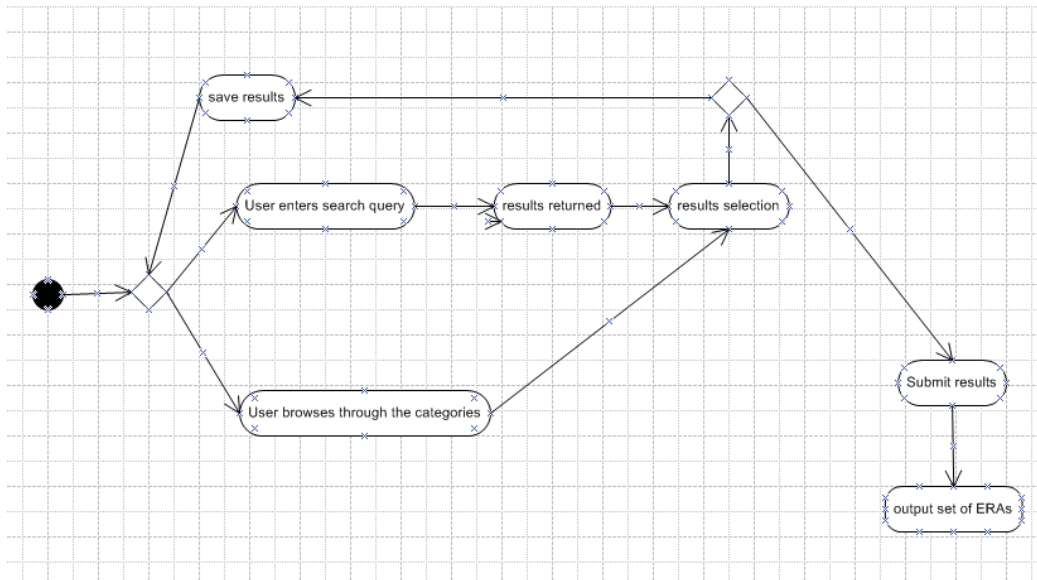 save results
User enters search query
results returned
results selection
User browses through the categories
Submit results
output set of ERAs